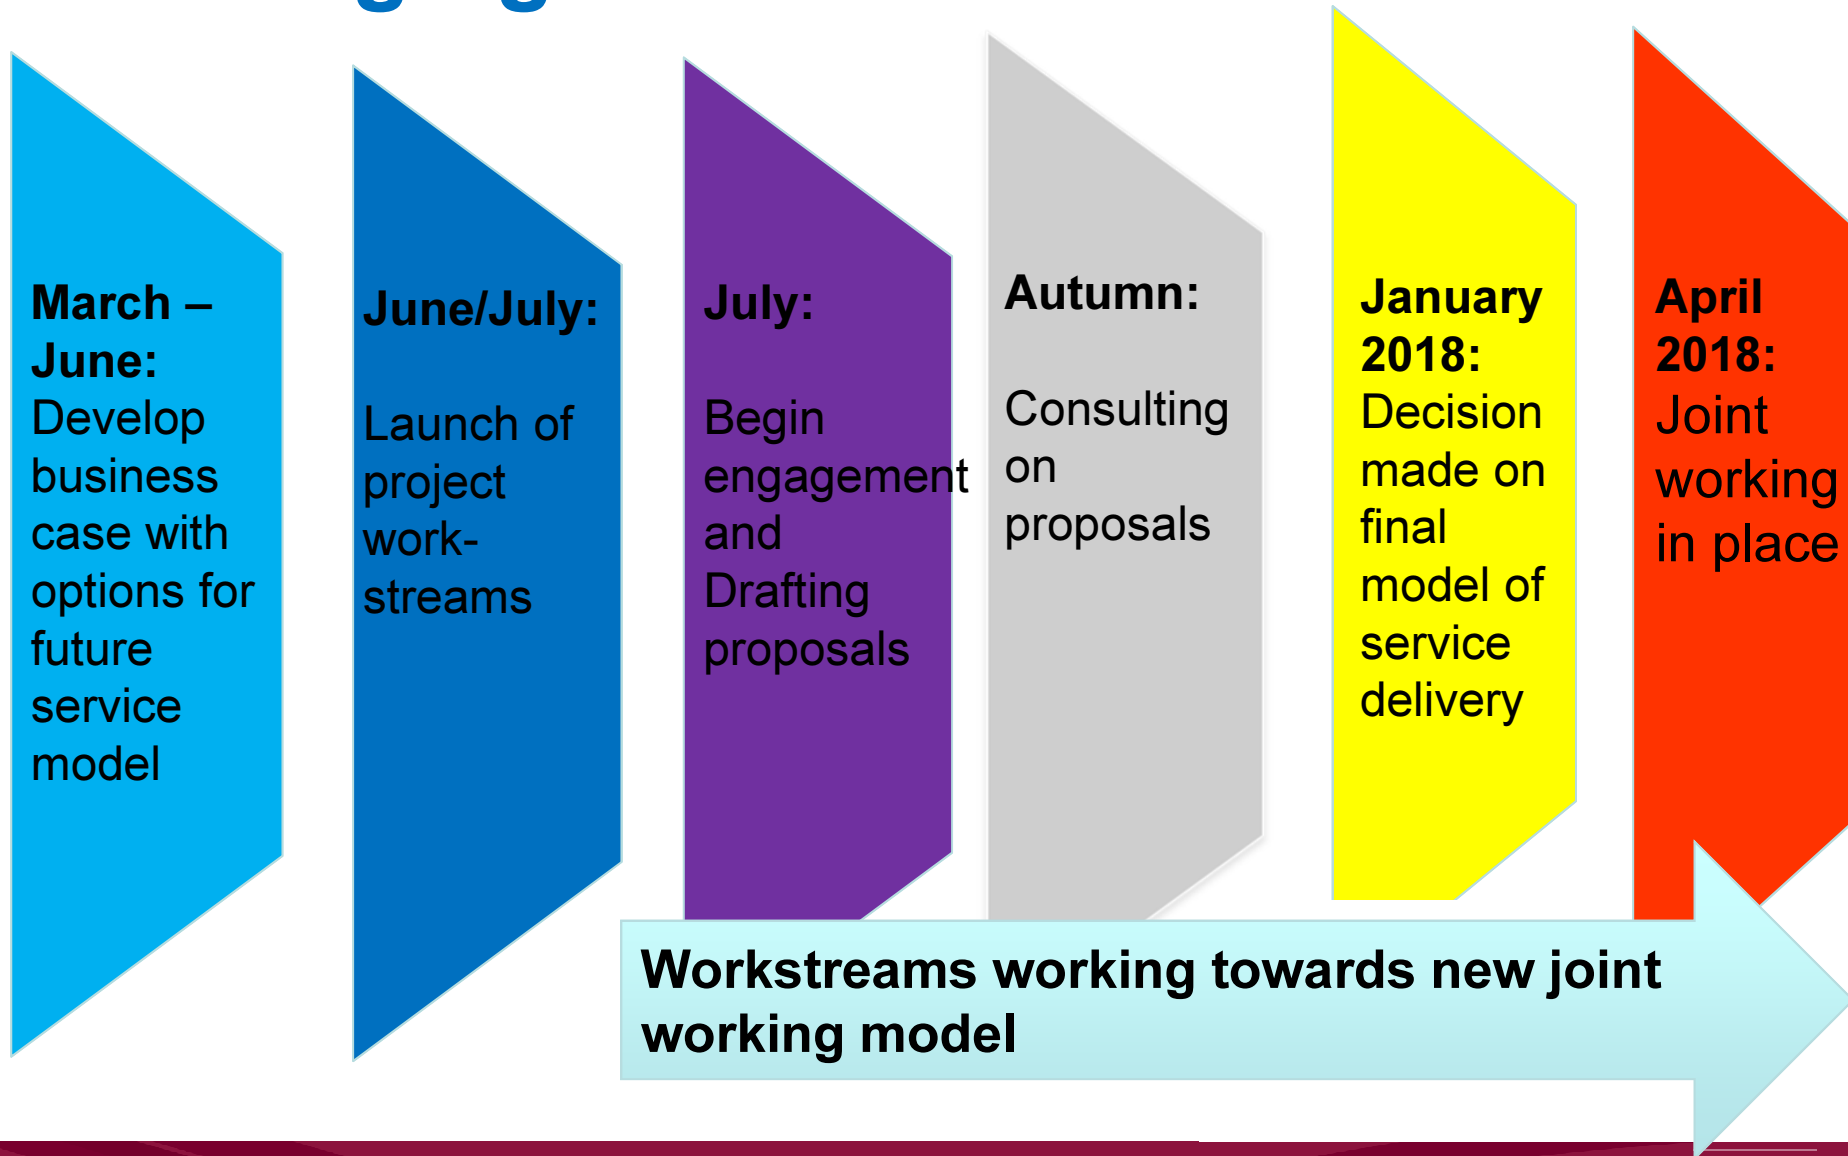 March –
June:
Develop
business
case with
options for
future
service
model
June/July:
Launch of
project
work-
streams
July:
Begin
engagement
and
Drafting
proposals
Autumn:
Consulting
on
proposals
January
2018:
Decision
made on
final
model of
service
delivery
April
2018:
Joint
working
in place
Workstreams working towards new joint
working model